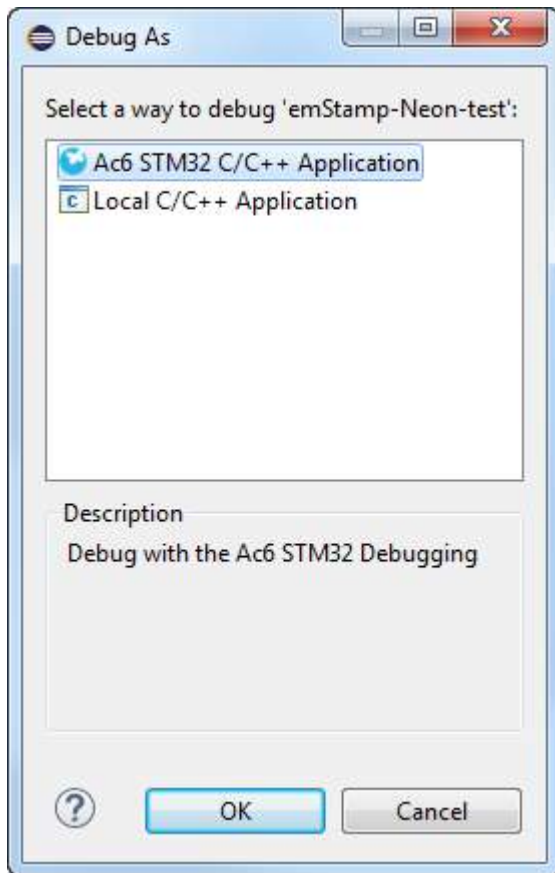 Debug As
Select a way to debug 'emStamp-Neon-test':
Ac6 STM32 C/C++ Application
c Local C/C++ Application
Description
Debug with the Ac6 STM32 Debugging
?
OK
Cancel